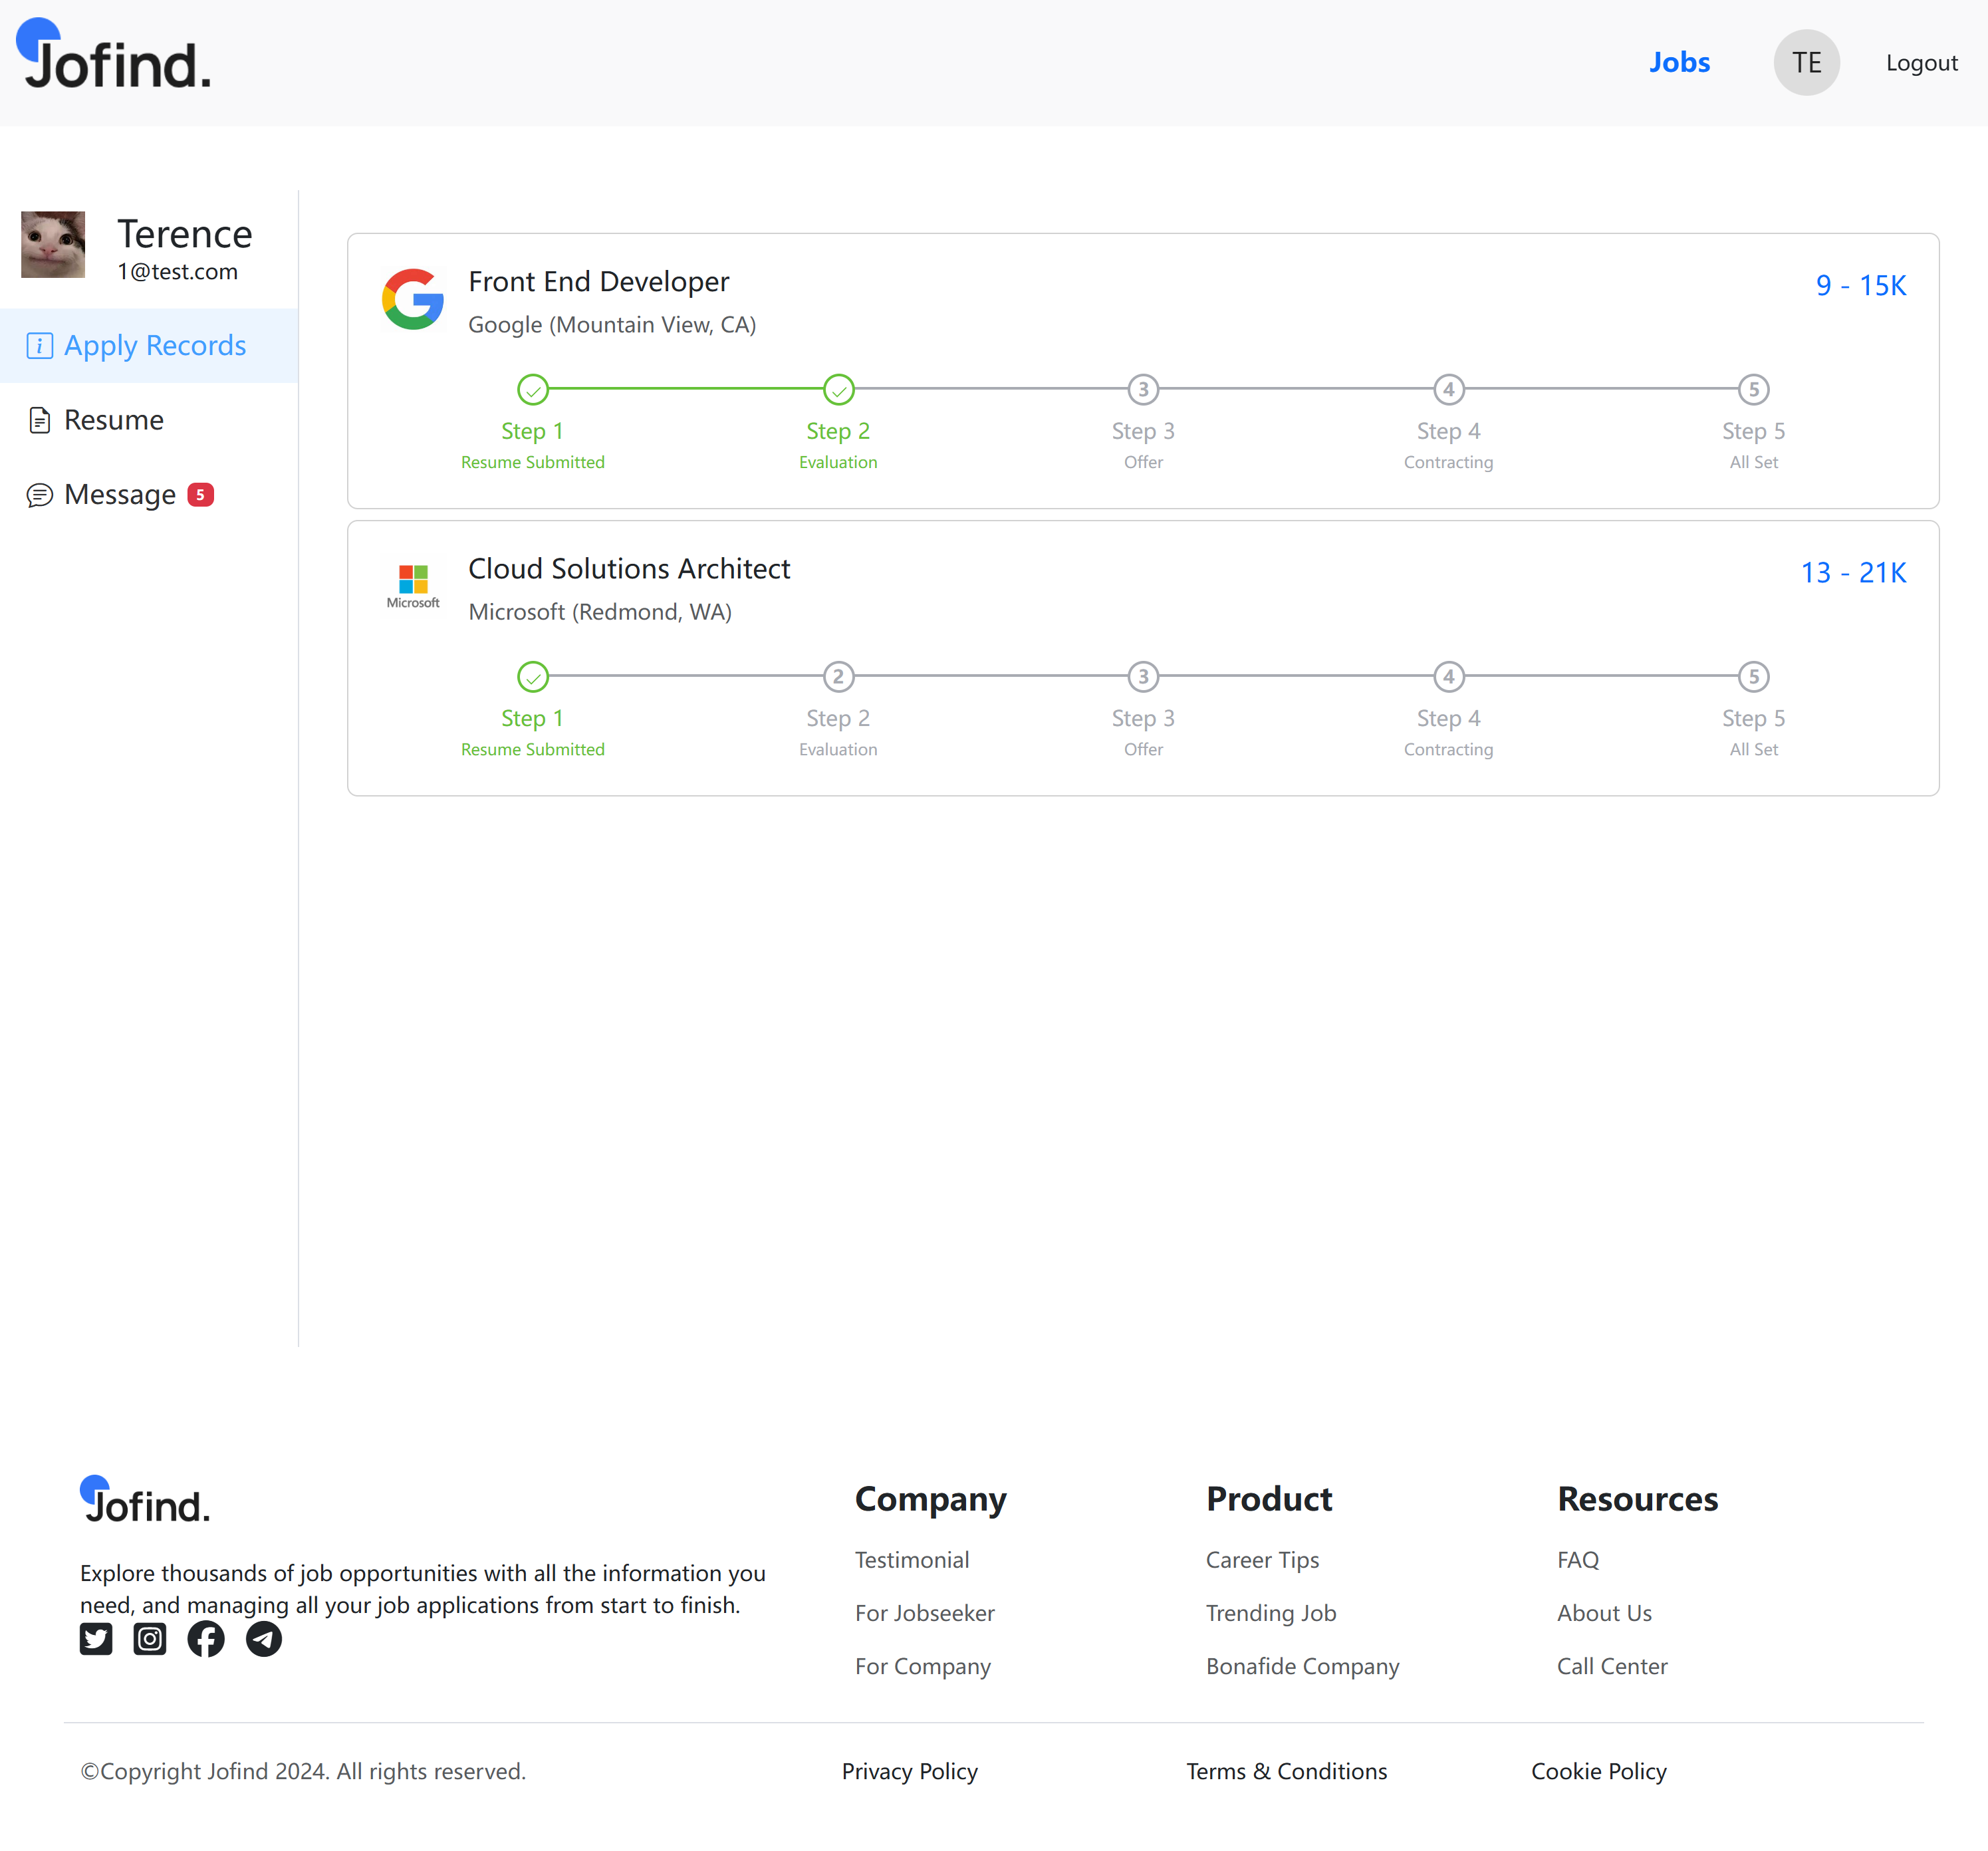 Jofind.
Jobs
TE
Logout
Terence
1@test.com
Apply Records
Resume
Message 5
Front End Developer
9 - 15K
Google (Mountain View, CA)
3 4 5
Step 1 Step 2 Step 3 Step 4 Step 5
Resume Submitted Evaluation Offer Contracting All Set
Cloud Solutions Architect
13 - 21K
Microsoft
Microsoft (Redmond, WA)
2 3 4 5
Step 1 Step 2 Step 3 Step 4 Step 5
Resume Submitted Evaluation Offer Contracting All Set
Jofind.
Explore thousands of job opportunities with all the information you
need, and managing all your job applications from start to finish.
Company
Testimonial
For Jobseeker
For Company
Product
Career Tips
Trending Job
Bonafide Company
Resources
FAQ
About Us
Call Center
©Copyright Jofind 2024. All rights reserved.
Privacy Policy
Terms & Conditions
Cookie Policy